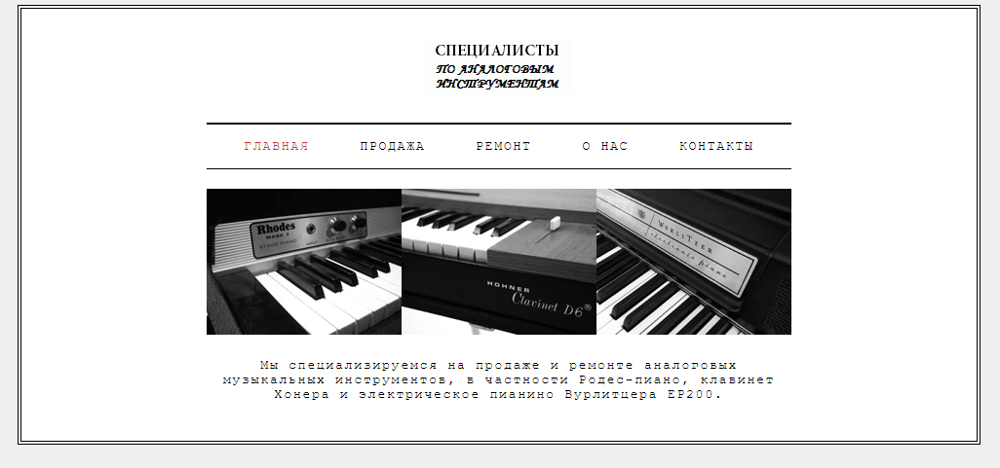 СПЕЦИАЛИСТЫ
ПО АНАЛОГОВЫМ
ИНСТРУМЕНТАМ
ГЛАВНАЯ ПРОДАЖА РЕМОНТ О НАС КОНТАКТЫ
Rhodes
MARK I
STAGE PIANO
INPUT
HOHNER
Clavinet D6®
WURLITZER
electronic piano
Мы специализируемся на продаже и ремонте аналоговых
музыкальных инструментов, в частности Родес-пиано, клавинет
Хонера и электрическое пианино Вурлитцера EP200.